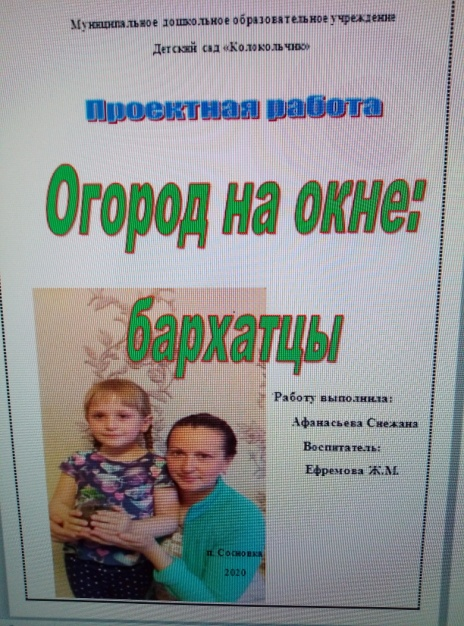 Муниципальное дошкольное образовательное учреждение
Детский сад «Колокольчик»
Проектная работа
Огород на окне:
бархатцы
Работу выполнила:
Афанасьева Снежана
Воспитатель:
Ефремова Ж.М.
п. Сосновка
2020